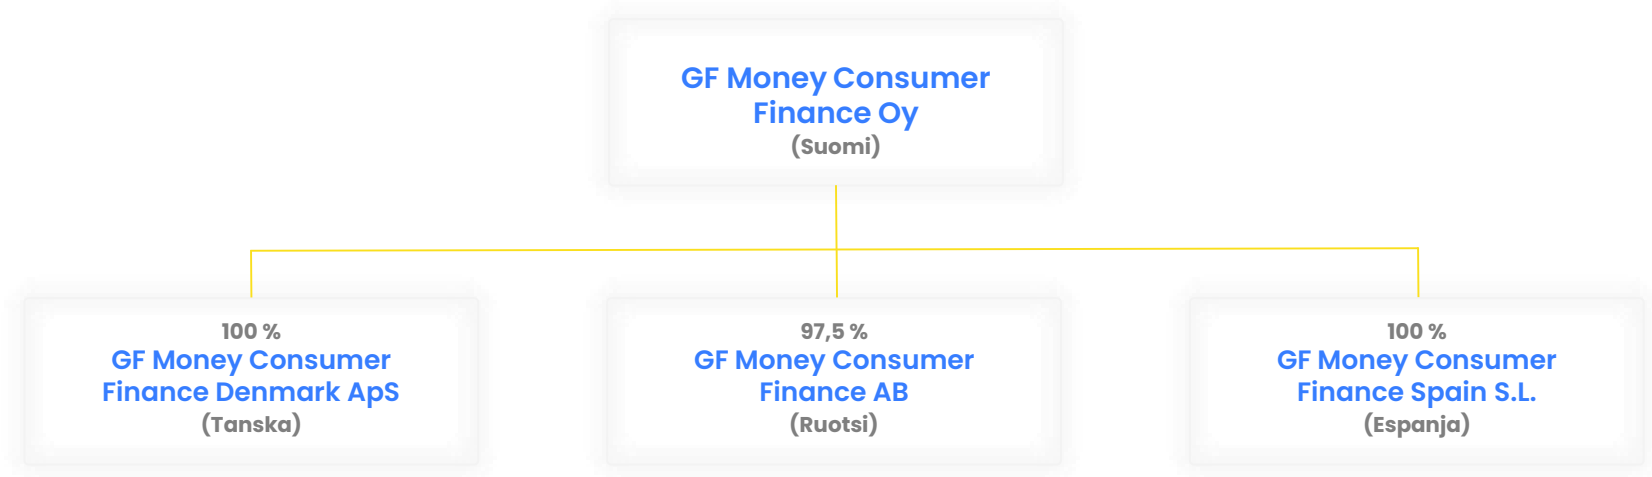 GF Money Consumer
Finance Oy
(Suomi)
100 %
GF Money Consumer
Finance Denmark ApS
(Tanska)
97,5 %
GF Money Consumer
Finance AB
(Ruotsi)
100 %
GF Money Consumer
Finance Spain S.L.
(Espanja)